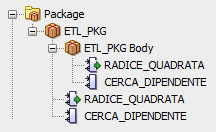 Package
ETL_PKG
ETL_PKG Body
RADICE_QUADRATA
CERCA_DIPENDENTE
RADICE_QUADRATA
CERCA_DIPENDENTE